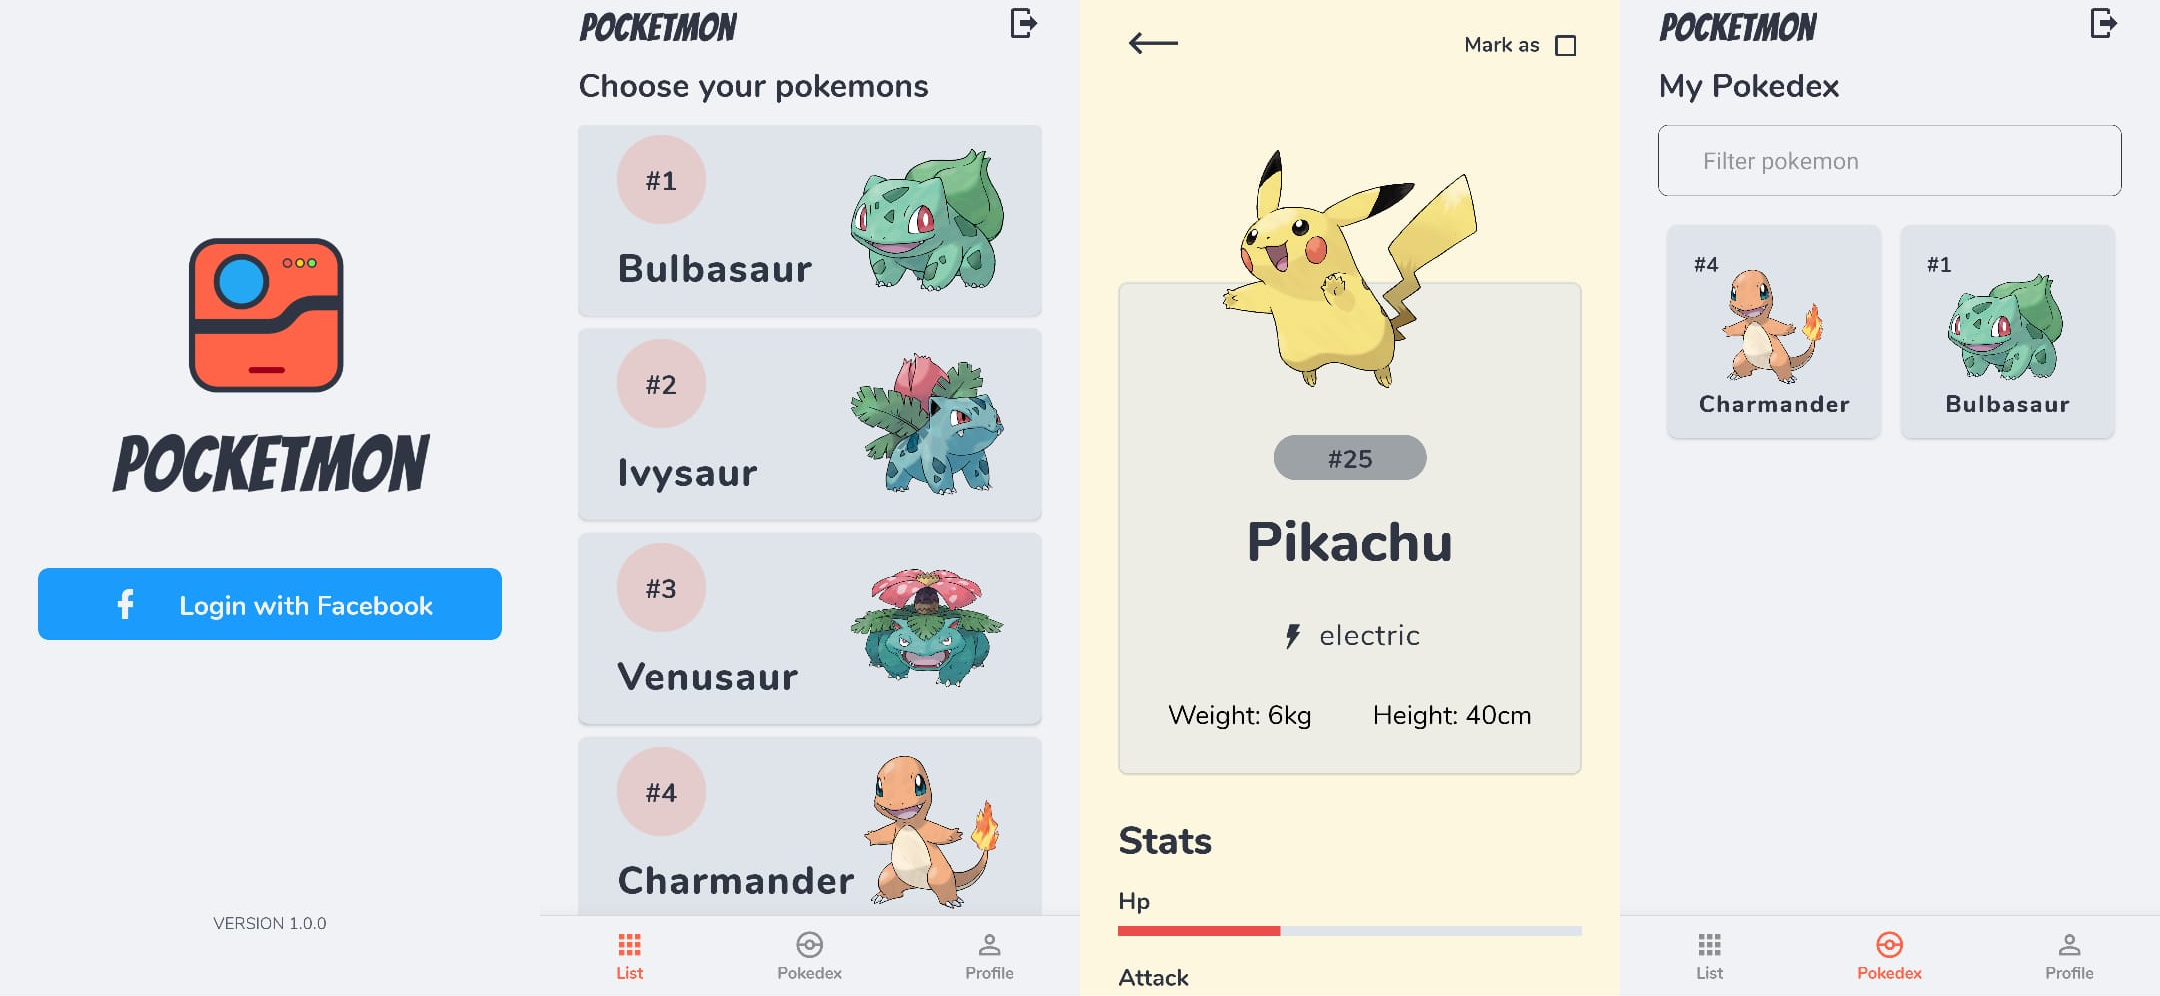 POCKETMON
Login with Facebook
VERSION 1.0.0
POCKETMON
Choose your pokemons
#1
Bulbasaur
#2
Ivysaur
#3
Venusaur
#4
Charmander
List
Pokedex
Profile
Mark as
#25
Pikachu
electric
Weight: 6kg
Height: 40cm
Stats
Hp
Attack
POCKETMON
My Pokedex
Filter pokemon
#4
Charmander
#1
Bulbasaur
List
Pokedex
Profile